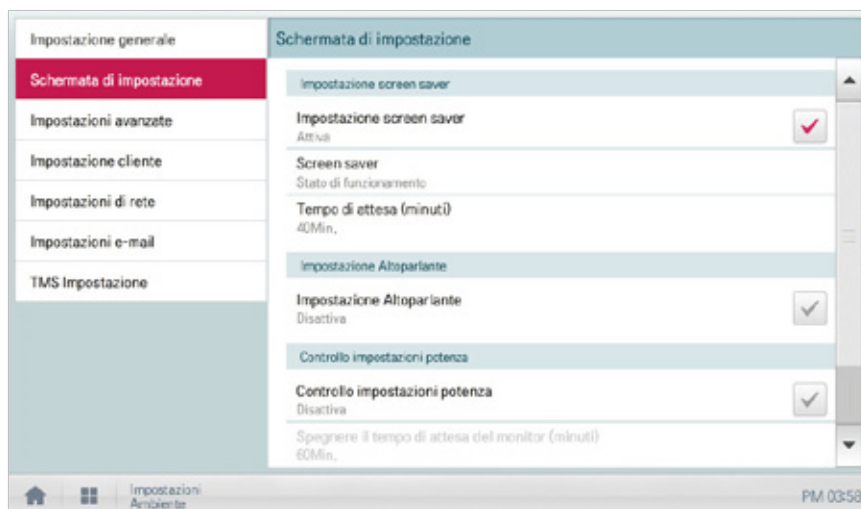 Impostazione generale
Schermata di impostazione
Impostazioni avanzate
Impostazione cliente
Impostazioni di rete
Impostazioni e-mail
TMS Impostazione
Schermata di impostazione
Impostazione screen saver
Impostazione screen saver
Attiva
Screen saver
Stato di funzionamento
Tempo di attesa (minuti)
40Min.
Impostazione Altoparlante
Impostazione Altoparlante
Disattiva
Controllo impostazioni potenza
Controllo impostazioni potenza
Disattiva
Spegnere il tempo di attesa del monitor (minuti)
60Min.
Impostazioni
Ambiente
PM 03:58